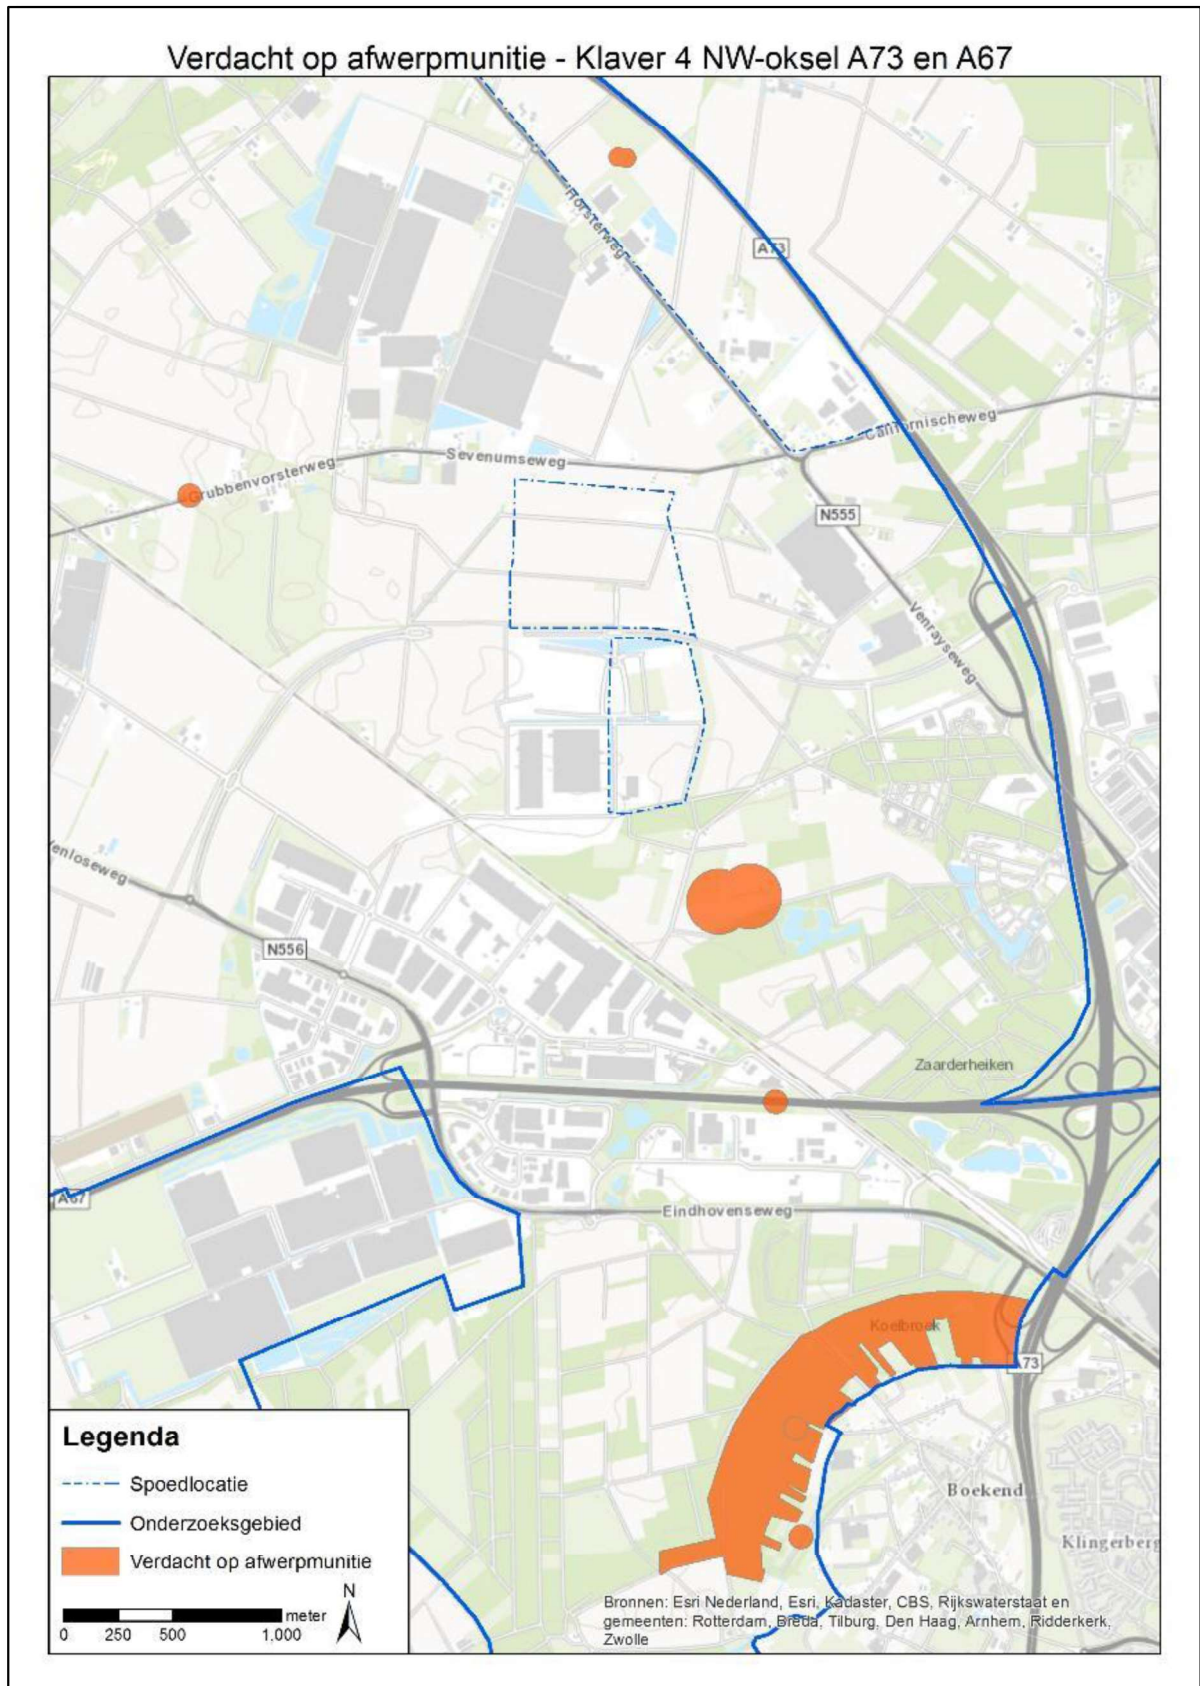 Verdacht op afwerpmunitie - Klaver 4 NW-oksel A73 en A67
Horsterweg
A73
Californischeweg
Sevenumseweg
Grubbenvorsterweg
N555
Venrayseweg
Venloseweg
N556
Zaarderheiken
A67
Eindhovenseweg
Koelbroek
A73
Boekend
Klingerberg
Legenda
Spoedlocatie
Onderzoeksgebied
Verdacht op afwerpmunitie
N
meter
0 250 500 1,000
Bronnen: Esri Nederland, Esri, Kadaster, CBS, Rijkswaterstaat en
gemeenten: Rotterdam, Breda, Tilburg, Den Haag, Arnhem, Ridderkerk,
Zwolle